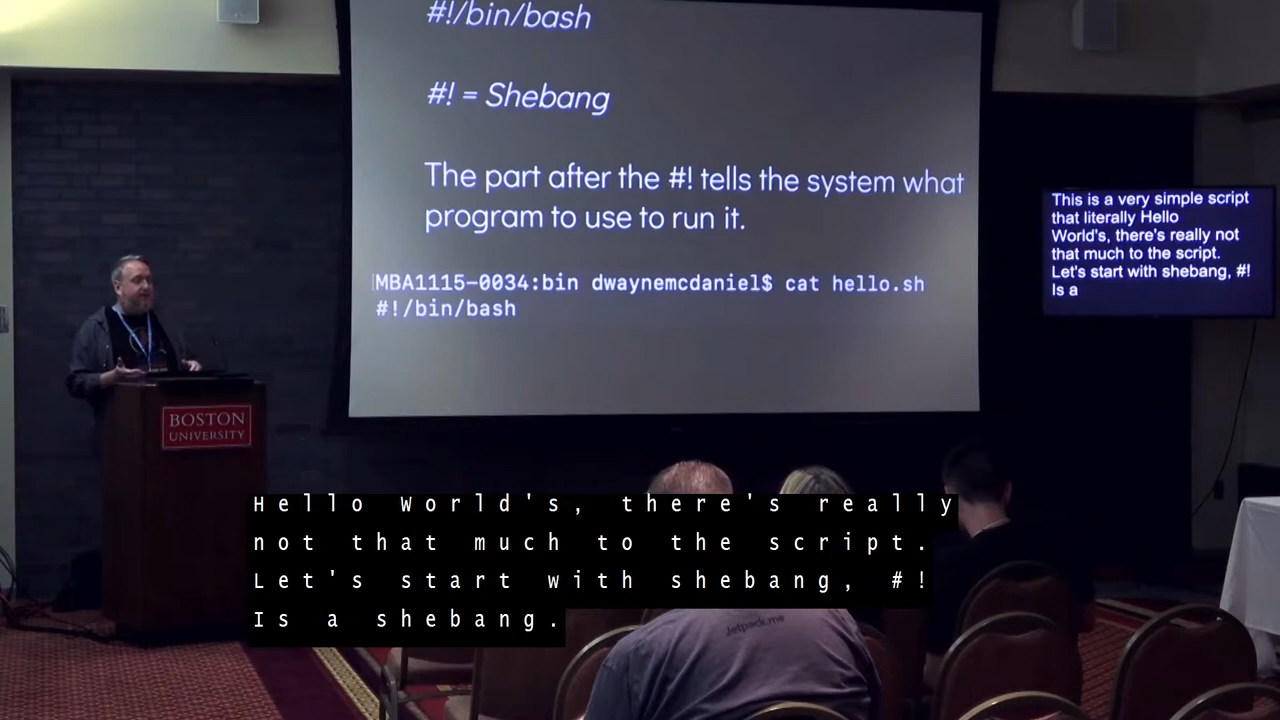 #!/bin/bash
#! = Shebang
The part after the #! tells the system what
program to use to run it.
MBA1115-0034:bin dwaynemcdaniel$ cat hello.sh
#!/bin/bash
This is a very simple script
that literally Hello
World's, there's really not
that much to the script.
Let's start with shebang, #!
Is a
BOSTON
UNIVERSITY
Hello World's, there's really
not that much to the script.
Let's start with shebang, #!
Is a shebang.
Jetpack.me